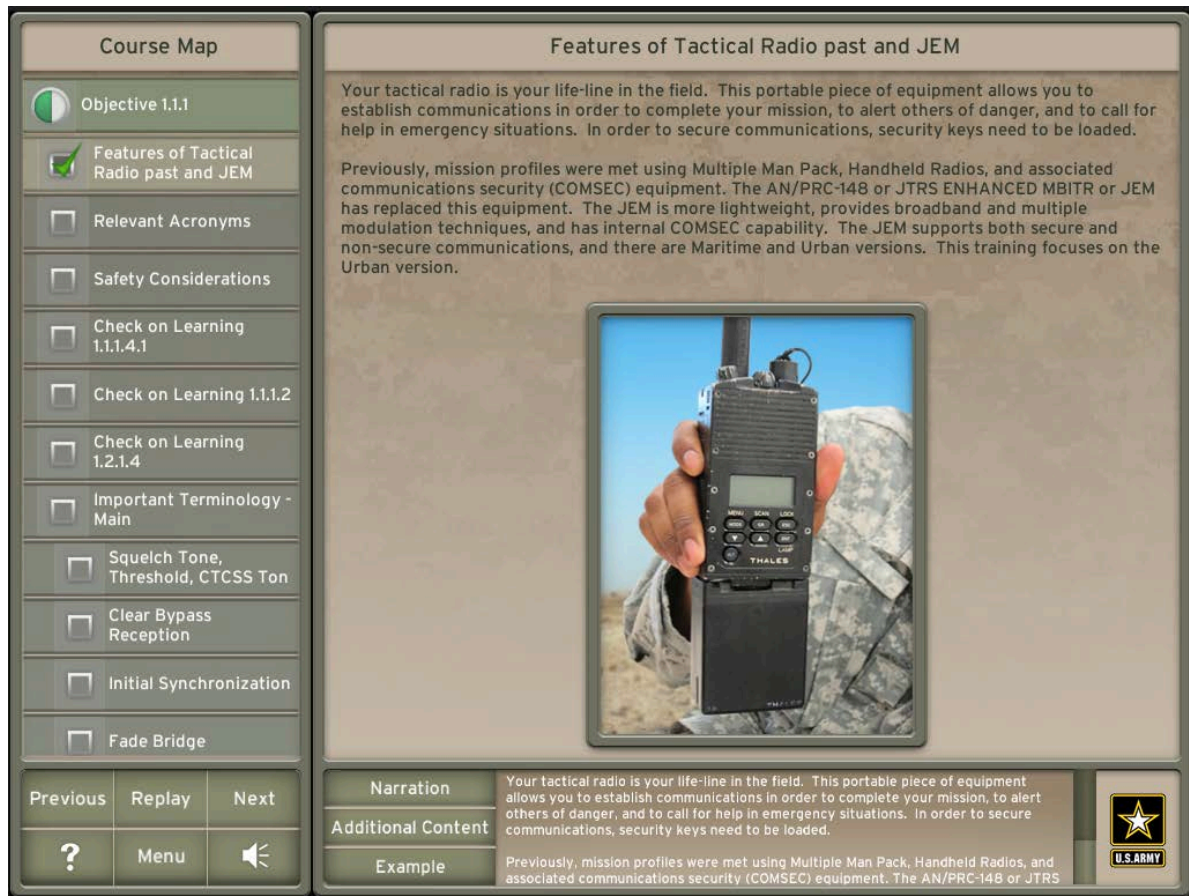 Course Map
Objective 1.1.1
Features of Tactical
Radio past and JEM
Relevant Acronyms
Safety Considerations
Check on Learning
1.1.1.4.1
Check on Learning 1.1.1.2
Check on Learning
1.2.1.4
Important Terminology -
Main
Squelch Tone,
Threshold, CTCSS Ton
Clear Bypass
Reception
Initial Synchronization
Fade Bridge
Previous
Replay
Next
?
Menu
Features of Tactical Radio past and JEM
Your tactical radio is your life-line in the field. This portable piece of equipment allows you to
establish communications in order to complete your mission, to alert others of danger, and to call for
help in emergency situations. In order to secure communications, security keys need to be loaded.
Previously, mission profiles were met using Multiple Man Pack, Handheld Radios, and associated
communications security (COMSEC) equipment. The AN/PRC-148 or JTRS ENHANCED MBITR or JEM
has replaced this equipment. The JEM is more lightweight, provides broadband and multiple
modulation techniques, and has internal COMSEC capability. The JEM supports both secure and
non-secure communications, and there are Maritime and Urban versions. This training focuses on the
Urban version.
MENU SCAN LOCK
MODE GR ESC
ENT
LAMP
ALT
THALES
THALES
Narration
Additional Content
Example
Your tactical radio is your life-line in the field. This portable piece of equipment
allows you to establish communications in order to complete your mission, to alert
others of danger, and to call for help in emergency situations. In order to secure
communications, security keys need to be loaded.
Previously, mission profiles were met using Multiple Man Pack, Handheld Radios, and
associated communications security (COMSEC) equipment. The AN/PRC-148 or JTRS
U.S.ARMY